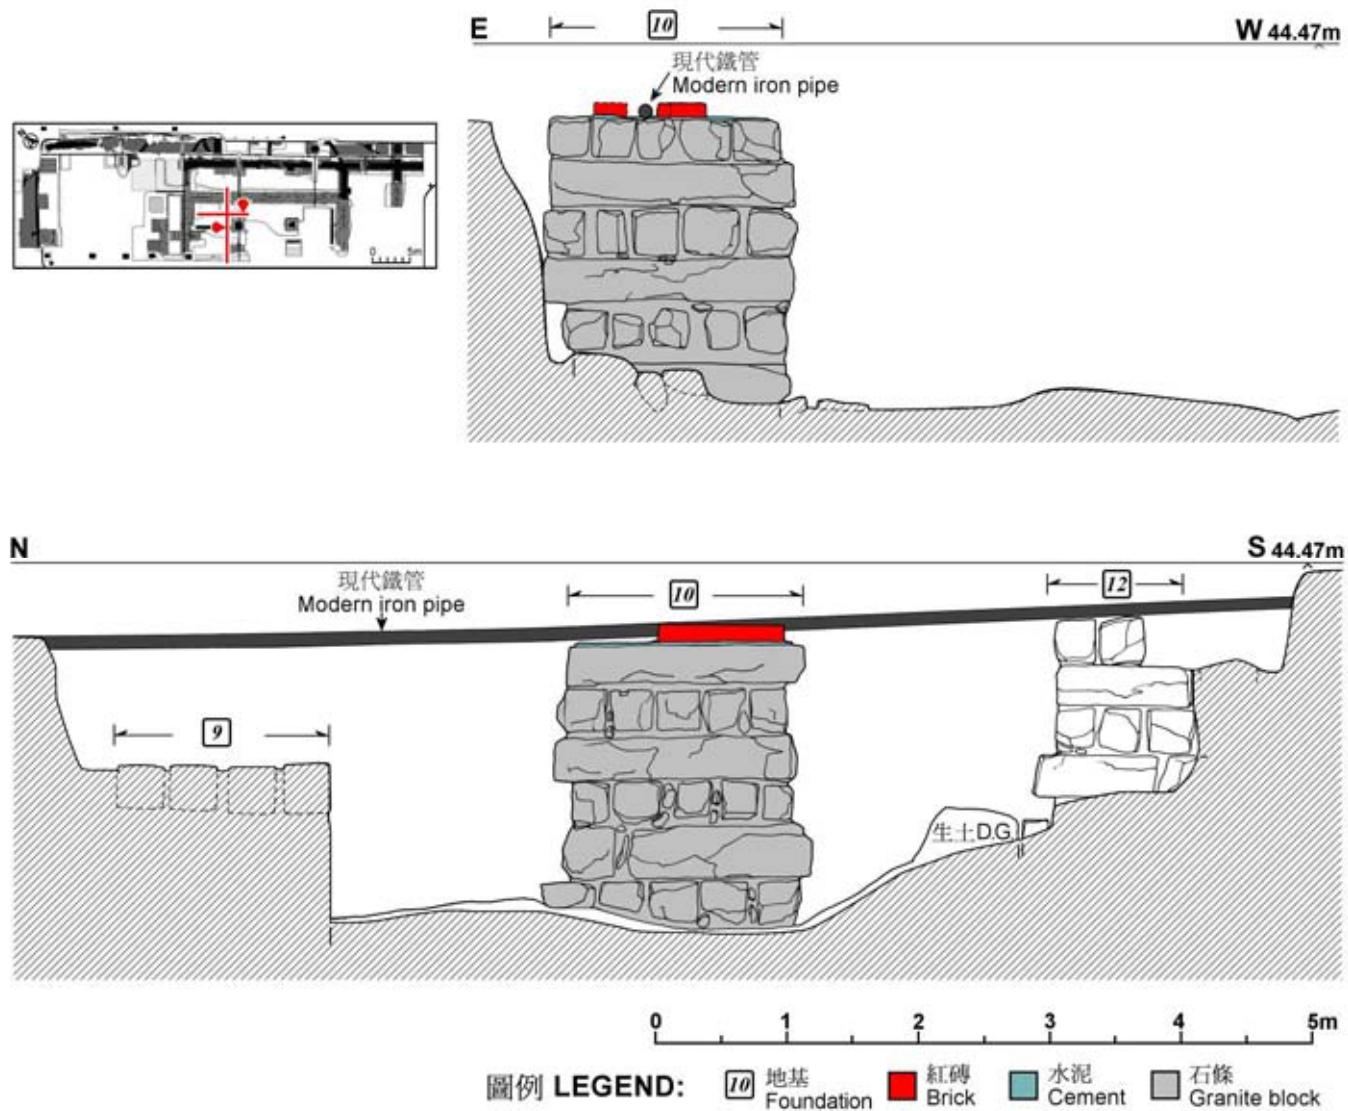 E 10 W 44.47m
現代鐵管
Modern iron pipe
0 5m
N S 44.47m
現代鐵管
Modern iron pipe
10
12
9
生土D.G.
0 1 2 3 4 5m
圖例 LEGEND:
10 地基 Foundation
紅磚 Brick
水泥 Cement
石條 Granite block